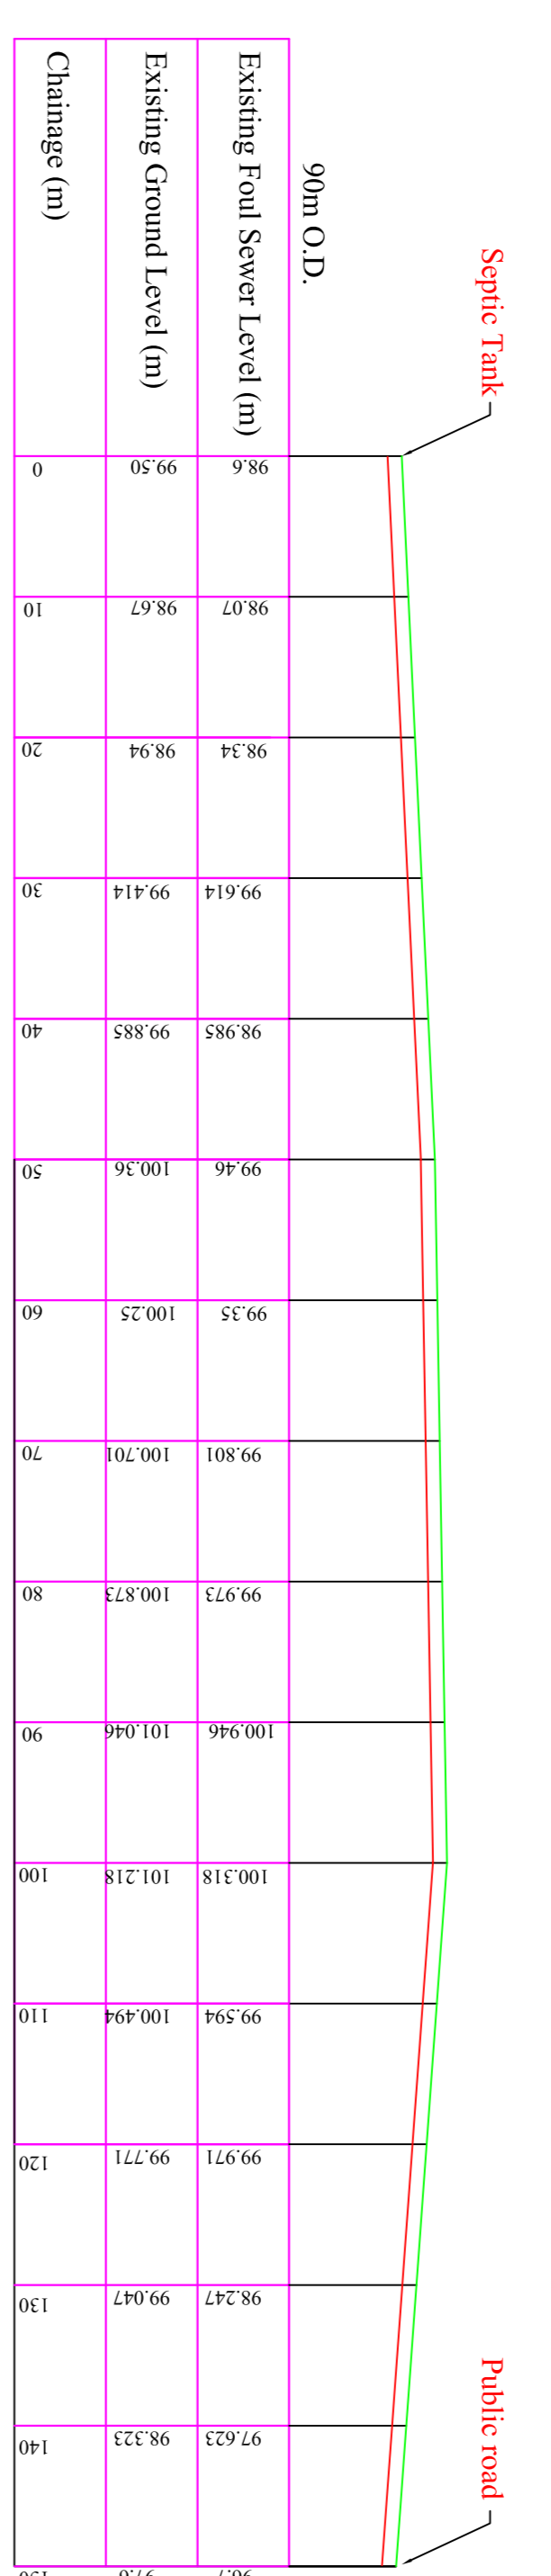 Septic Tank
Public road
90m O.D.
Existing Foul Sewer Level (m)
98.6 98.07 98.34 99.614 98.985 99.46 99.35 99.801 99.973 100.946 100.318 99.594 99.971 98.247 97.623
Existing Ground Level (m)
99.50 98.67 98.94 99.414 99.885 100.36 100.25 100.701 100.873 101.046 101.218 100.494 99.771 99.047 98.323
Chainage (m)
0 10 20 30 40 50 60 70 80 90 100 110 120 130 140